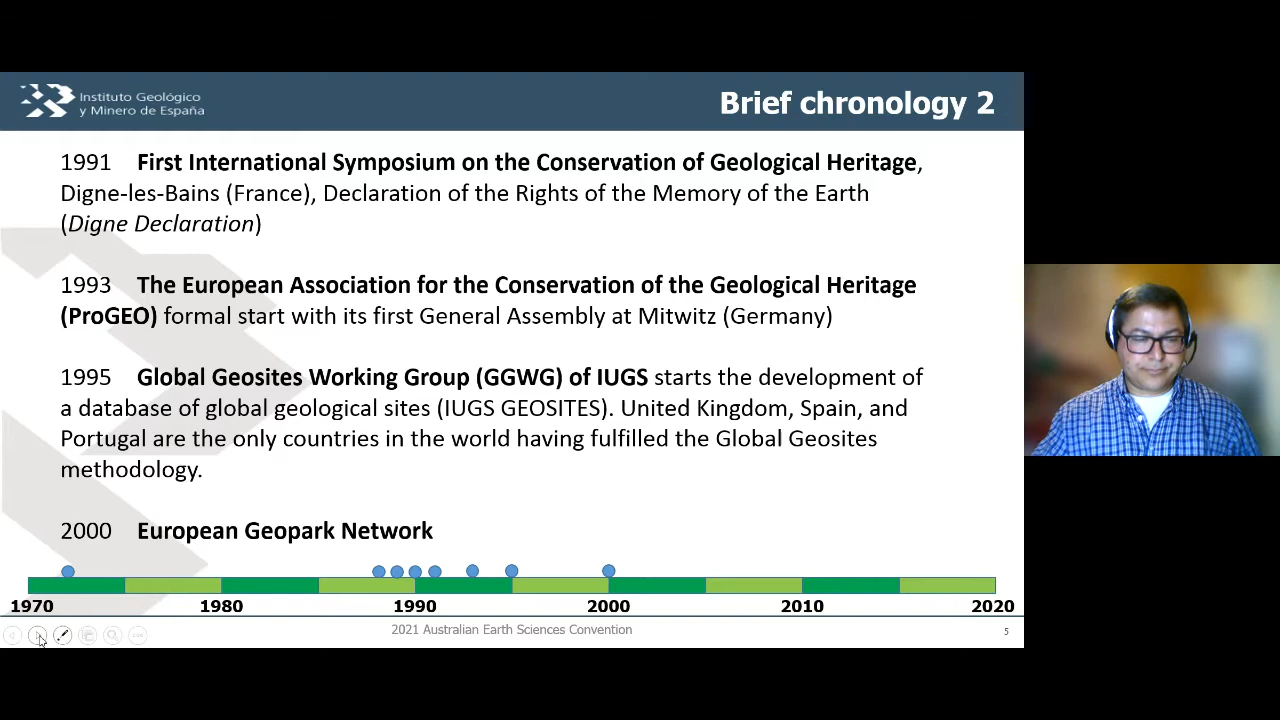 Instituto Geológico
y Minero de España
Brief chronology 2
1991 First International Symposium on the Conservation of Geological Heritage,
Digne-les-Bains (France), Declaration of the Rights of the Memory of the Earth
(Digne Declaration)
1993 The European Association for the Conservation of the Geological Heritage
(ProGEO) formal start with its first General Assembly at Mitwitz (Germany)
1995 Global Geosites Working Group (GGWG) of IUGS starts the development of
a database of global geological sites (IUGS GEOSITES). United Kingdom, Spain, and
Portugal are the only countries in the world having fulfilled the Global Geosites
methodology.
2000 European Geopark Network
1970 1980 1990 2000 2010 2020
2021 Australian Earth Sciences Convention 5